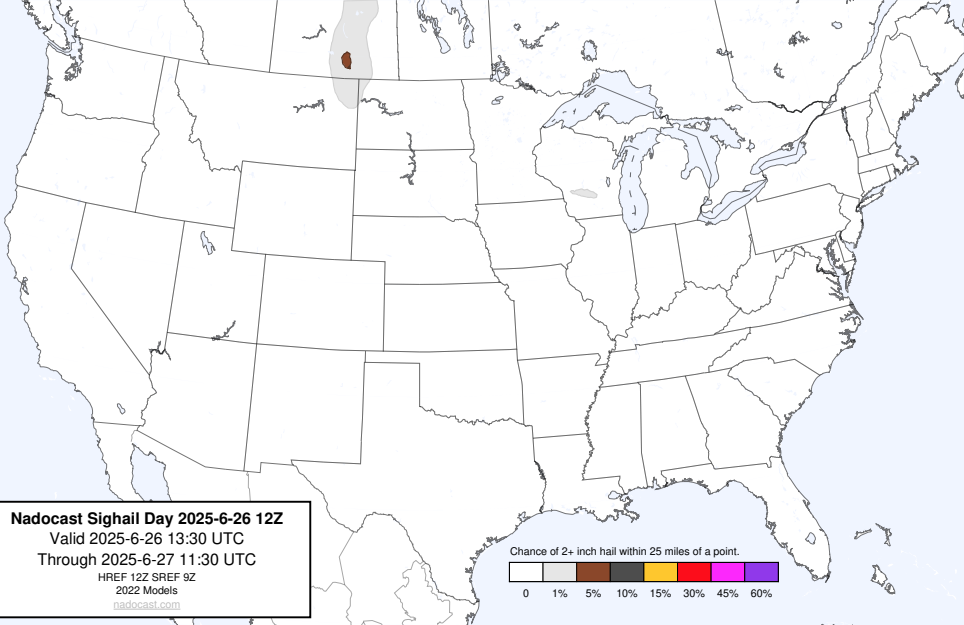 Nadocast Sighail Day 2025-6-26 12Z
Valid 2025-6-26 13:30 UTC
Through 2025-6-27 11:30 UTC
HREF 12Z SREF 9Z
2022 Models
nadocast.com
Chance of 2+ inch hail within 25 miles of a point.
0 1% 5% 10% 15% 30% 45% 60%